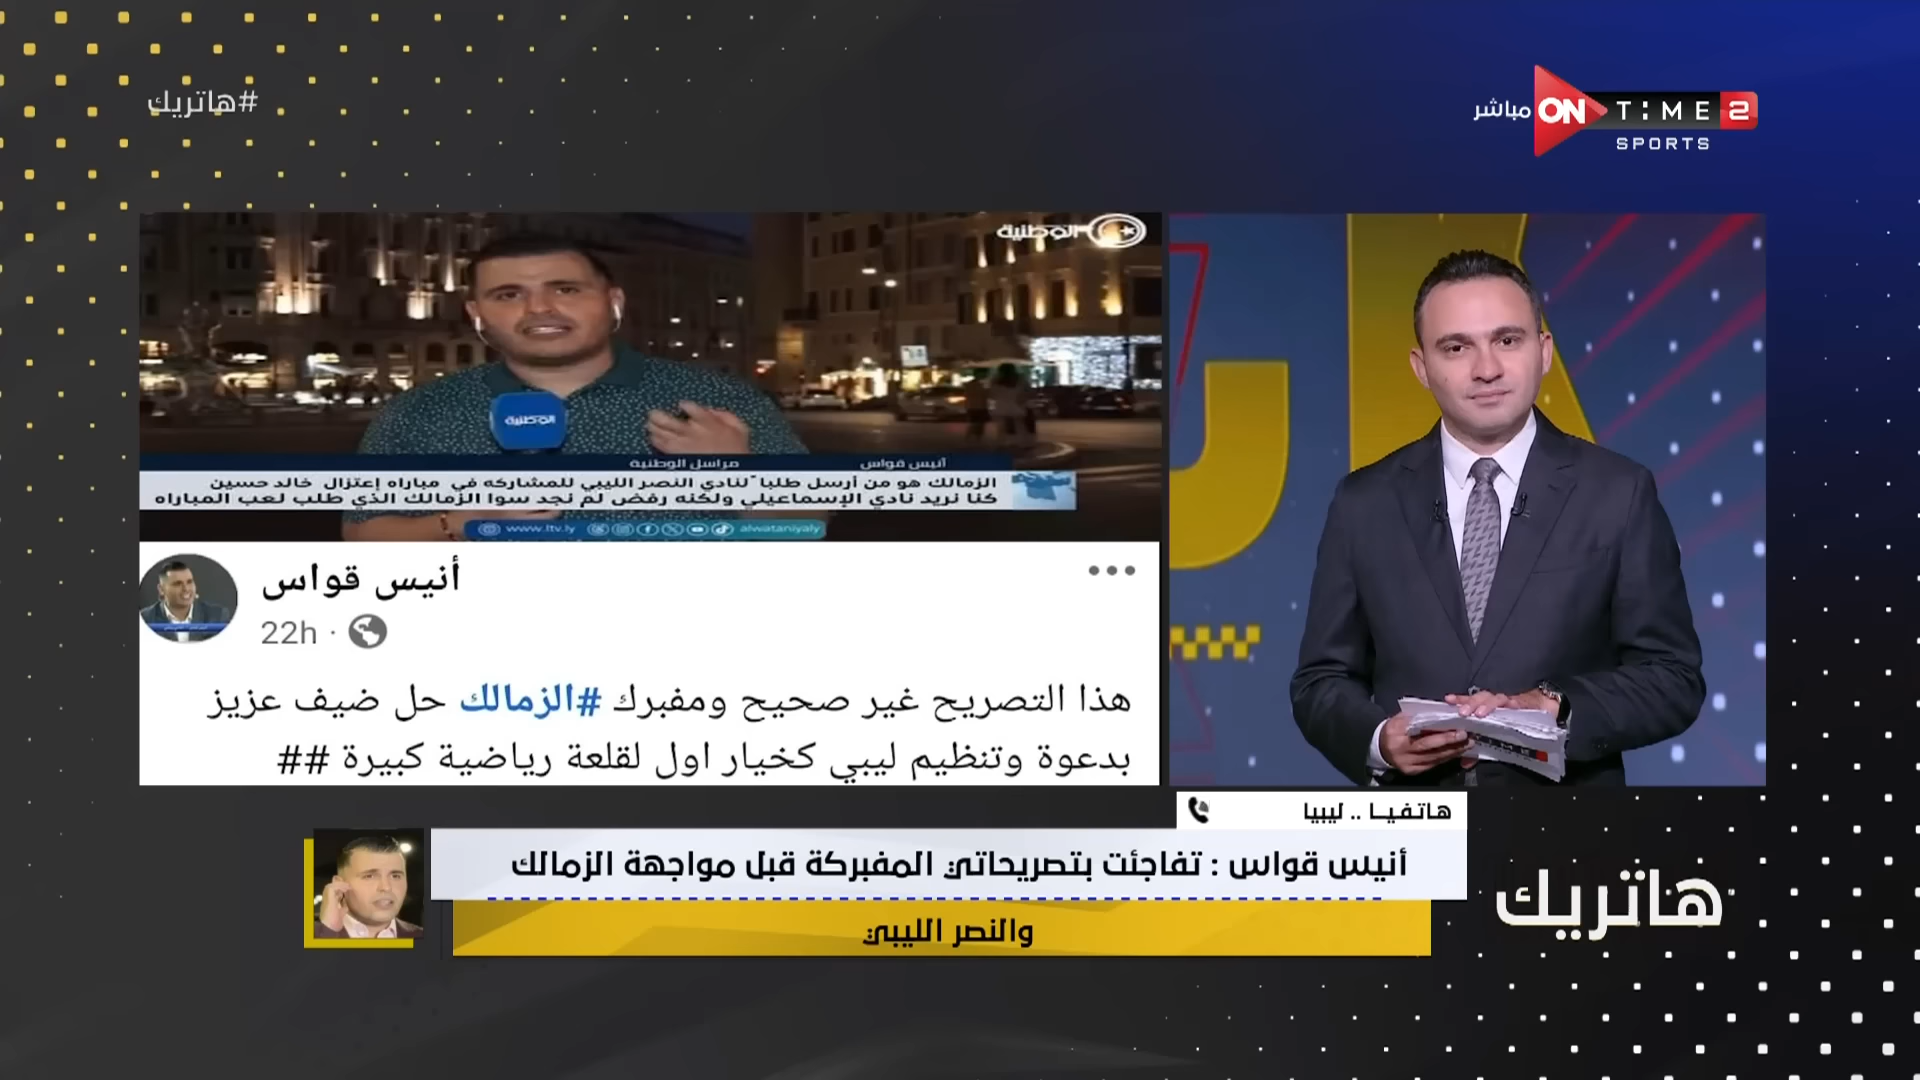 #هاتريك
مباشر ON TIME 2
SPORTS
الوطنية
الوطنية
أنيس قواس
مراسل الوطنية
الزمالك هو من أرسل طلبا ً لنادي النصر الليبي للمشاركه في مباراه إعتزال خالد حسين
كنا نريد نادي الإسماعيلي ولكنه رفض لم نجد سوا الزمالك الذي طلب لعب المباراه
www.ltv.ly
alwataniyaly
أنيس قواس
22h ·
هذا التصريح غير صحيح ومفبرك #الزمالك حل ضيف عزيز
بدعوة وتنظيم ليبي كخيار اول لقلعة رياضية كبيرة ##
هاتفيا .. ليبيا
أنيس قواس : تفاجئت بتصريحاتي المفبركة قبل مواجهة الزمالك
والنصر الليبي
هاتريك